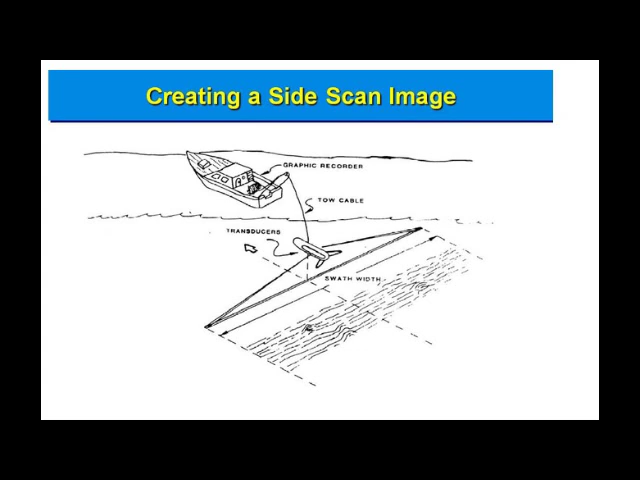 Creating a Side Scan Image
GRAPHIC RECORDER
TOW CABLE
TRANSDUCERS
SWATH WIDTH